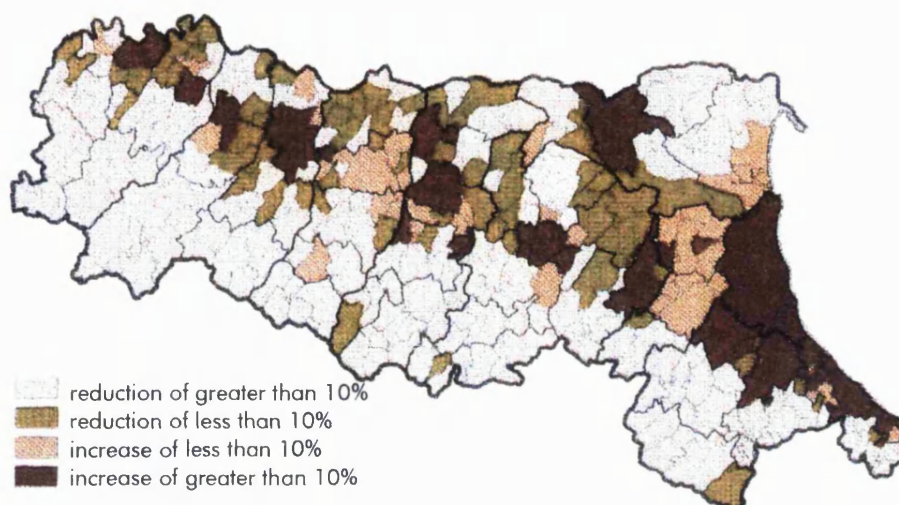 reduction of greater than 10%
reduction of less than 10%
increase of less than 10%
increase of greater than 10%